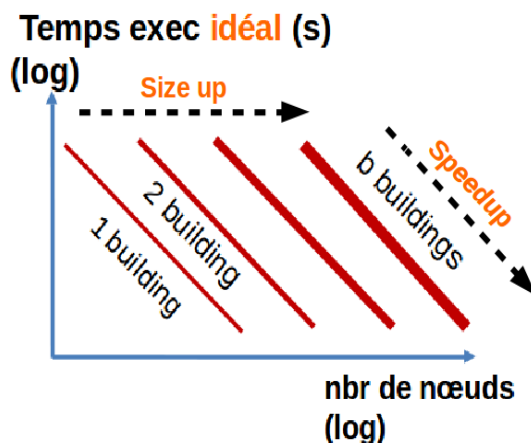 Temps exec idéal (s)
(log)
Size up
1 building
2 building
b buildings
Speedup
nbr de nœuds
(log)